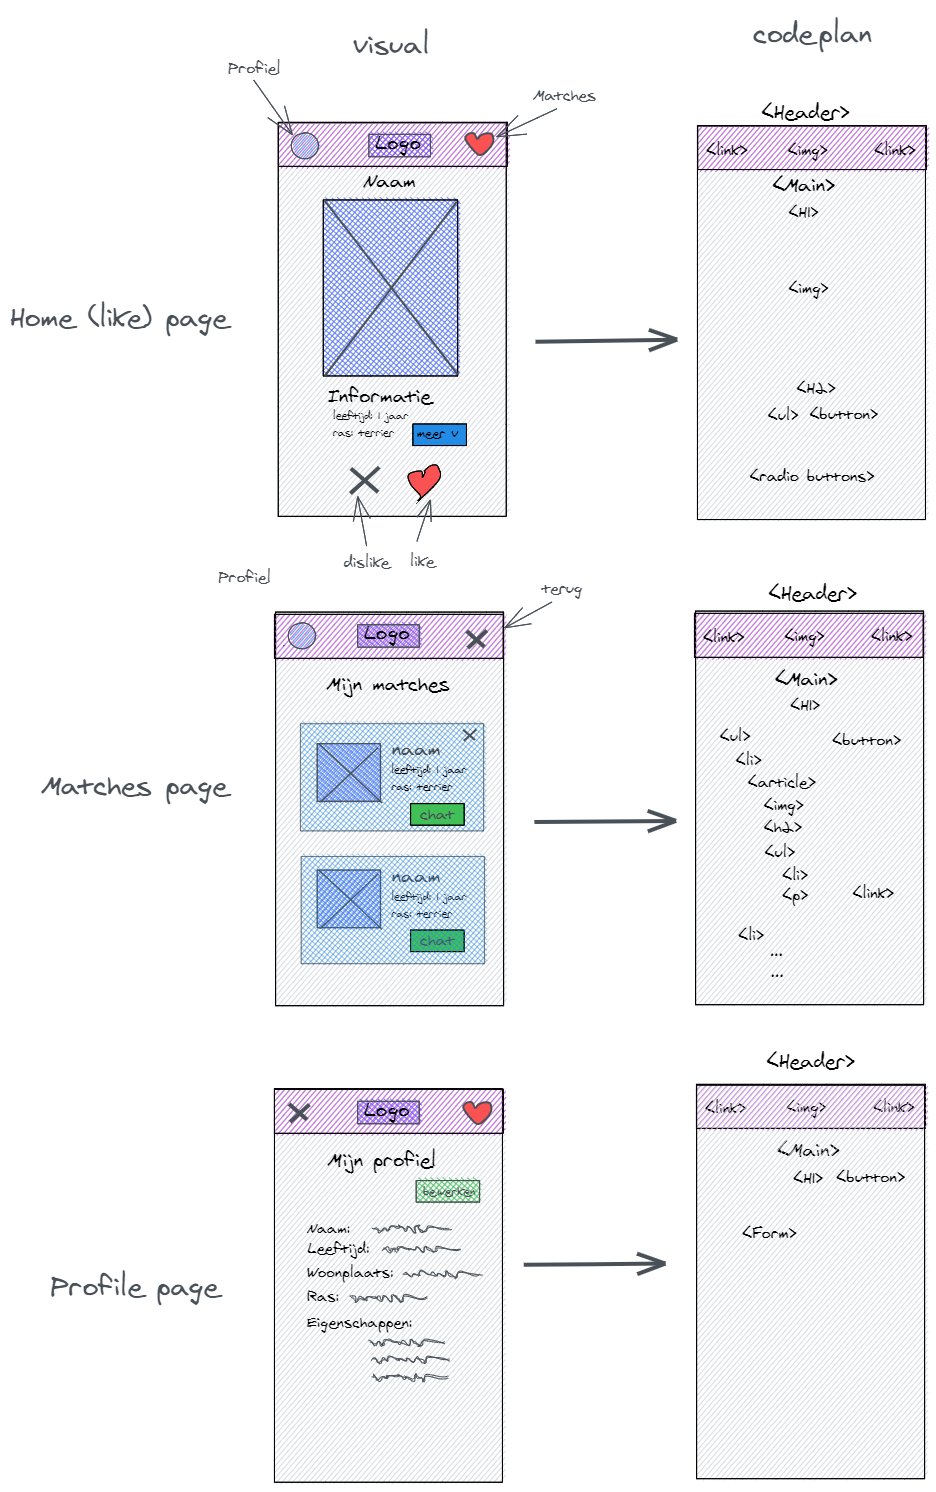 visual
codeplan
Profiel
Matches
<Header>
Logo
<link> <img> <link>
Naam
<Main>
<H1>
<img>
Home (like) page
Informatie
leeftijd: 1 jaar
ras: terrier
meer v
<H2>
<ul> <button>
<radio buttons>
dislike
like
Profiel
terug
<Header>
Logo
<link> <img> <link>
Mijn matches
<Main>
<H1>
Matches page
naam
leeftijd: 1 jaar
ras: terrier
chat
naam
leeftijd: 1 jaar
ras: terrier
chat
<ul> <button>
<li>
<article>
<img>
<h2>
<ul>
<li>
<p> <link>
<li>
...
...
<Header>
Logo
<link> <img> <link>
Mijn profiel
bewerken
<Main>
<H1> <button>
<Form>
Profile page
Naam:
Leeftijd:
Woonplaats:
Ras:
Eigenschappen: